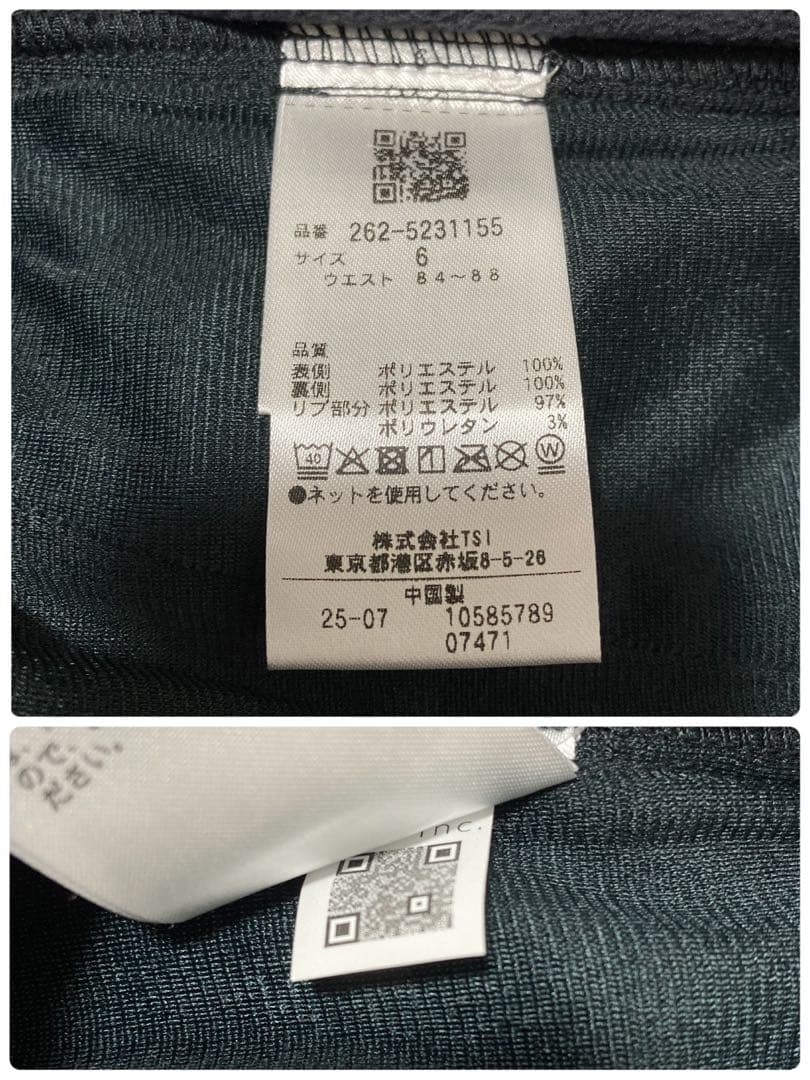 品番 262-5231155
サイズ 6
ウエスト 84～88
品質
表側 ポリエステル 100%
裏側 ポリエステル 100%
リブ部分 ポリエステル 97%
ポリウレタン 3%
40 W
●ネットを使用してください。
株式会社TSI
東京都港区赤坂8-5-26
中国製
25-07 10585789
07471
ので、
ださい。
inc.